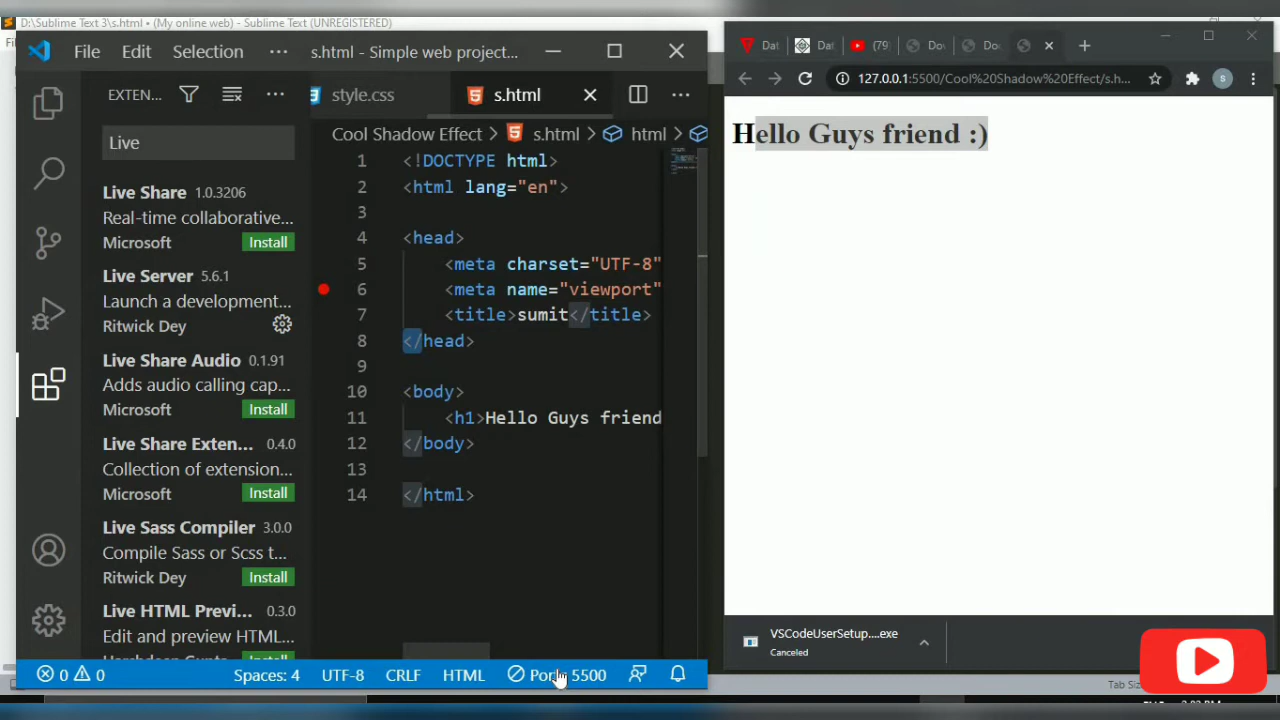 D:\Sublime Text 3\s.html • (My online web) - Sublime Text (UNREGISTERED)
File Edit Selection ··· s.html - Simple web project...
EXTEN... ··· style.css s.html ···
Live
Live Share 1.0.3206
Real-time collaborative...
Microsoft Install
Live Server 5.6.1
Launch a development...
Ritwick Dey
Live Share Audio 0.1.91
Adds audio calling cap...
Microsoft Install
Live Share Exten... 0.4.0
Collection of extension...
Microsoft Install
Live Sass Compiler 3.0.0
Compile Sass or Scss t...
Ritwick Dey Install
Live HTML Previ... 0.3.0
Edit and preview HTML...
Cool Shadow Effect > s.html > html >
1 <!DOCTYPE html>
2 <html lang="en">
3
4 <head>
5 <meta charset="UTF-8"
6 <meta name="viewport"
7 <title>sumit</title>
8 </head>
9
10 <body>
11 <h1>Hello Guys friend
12 </body>
13
14 </html>
0 0 Spaces: 4 UTF-8 CRLF HTML 5500
Dat Dat (79) Do
127.0.0.1:5500/Cool%20Shadow%20Effect/s.h... S
Hello Guys friend :)
VSCodeUserSetup....exe
Canceled